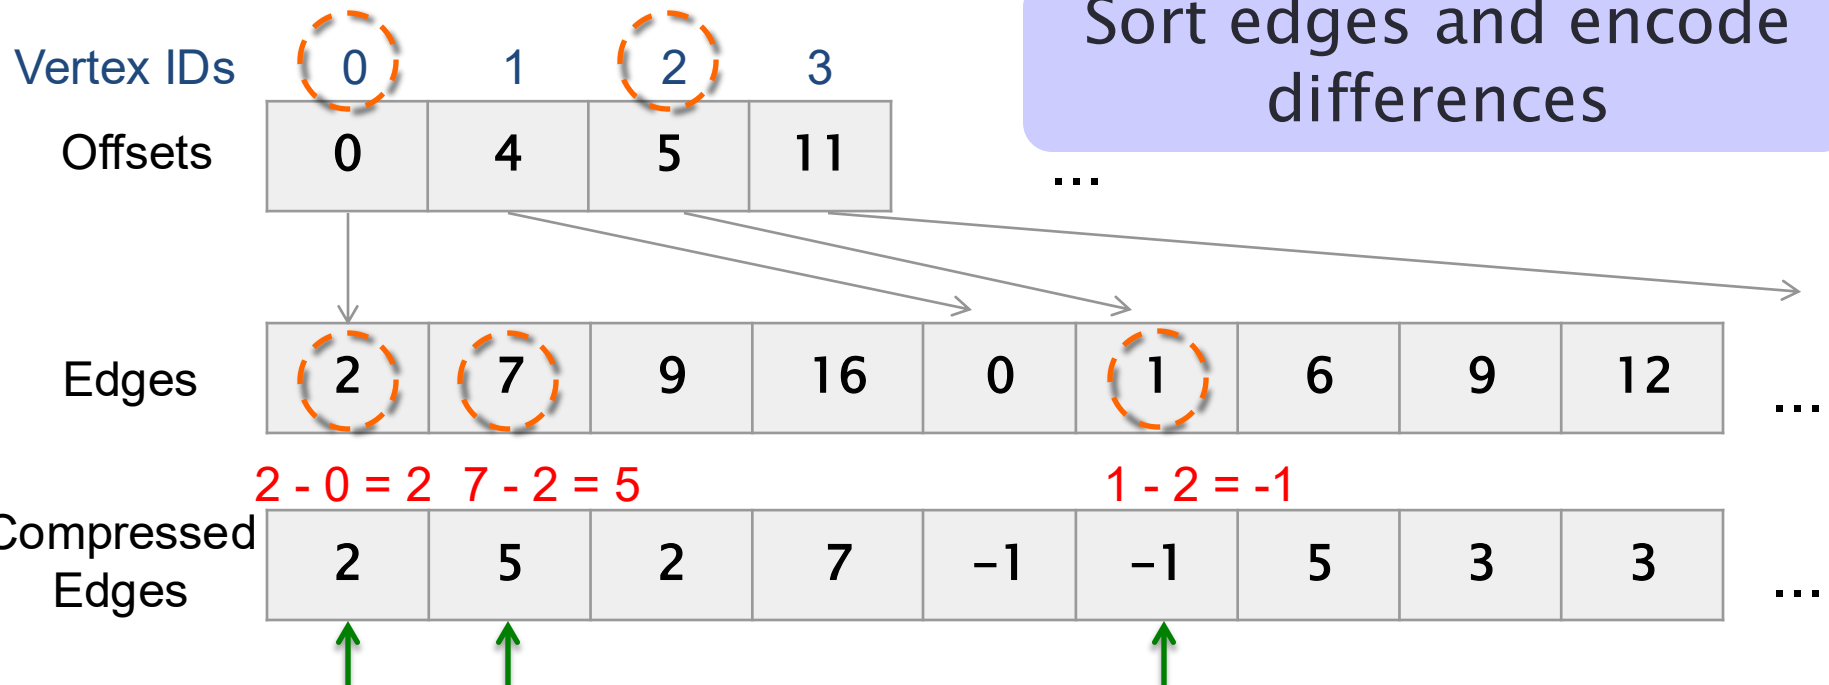 Sort edges and encode
differences
Vertex IDs 0 1 2 3
Offsets 0 4 5 11
...
Edges 2 7 9 16 0 1 6 9 12 ...
2 - 0 = 2 7 - 2 = 5 1 - 2 = -1
Compressed
Edges 2 5 2 7 -1 -1 5 3 3 ...